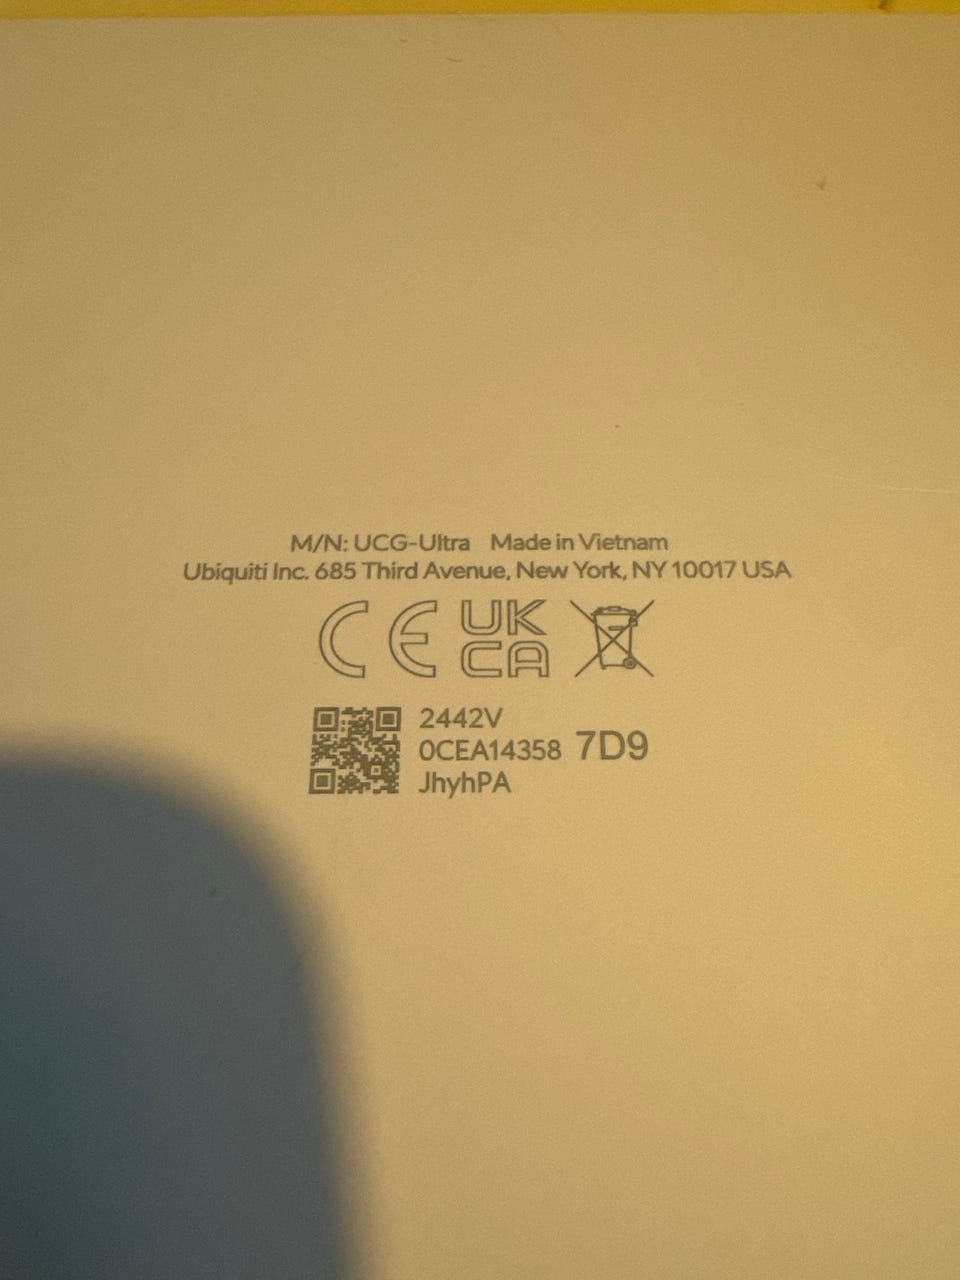 M/N: UCG-Ultra Made in Vietnam
Ubiquiti Inc. 685 Third Avenue, New York, NY 10017 USA
CE UK CA
2442V
0CEA14358 7D9
JhyhPA